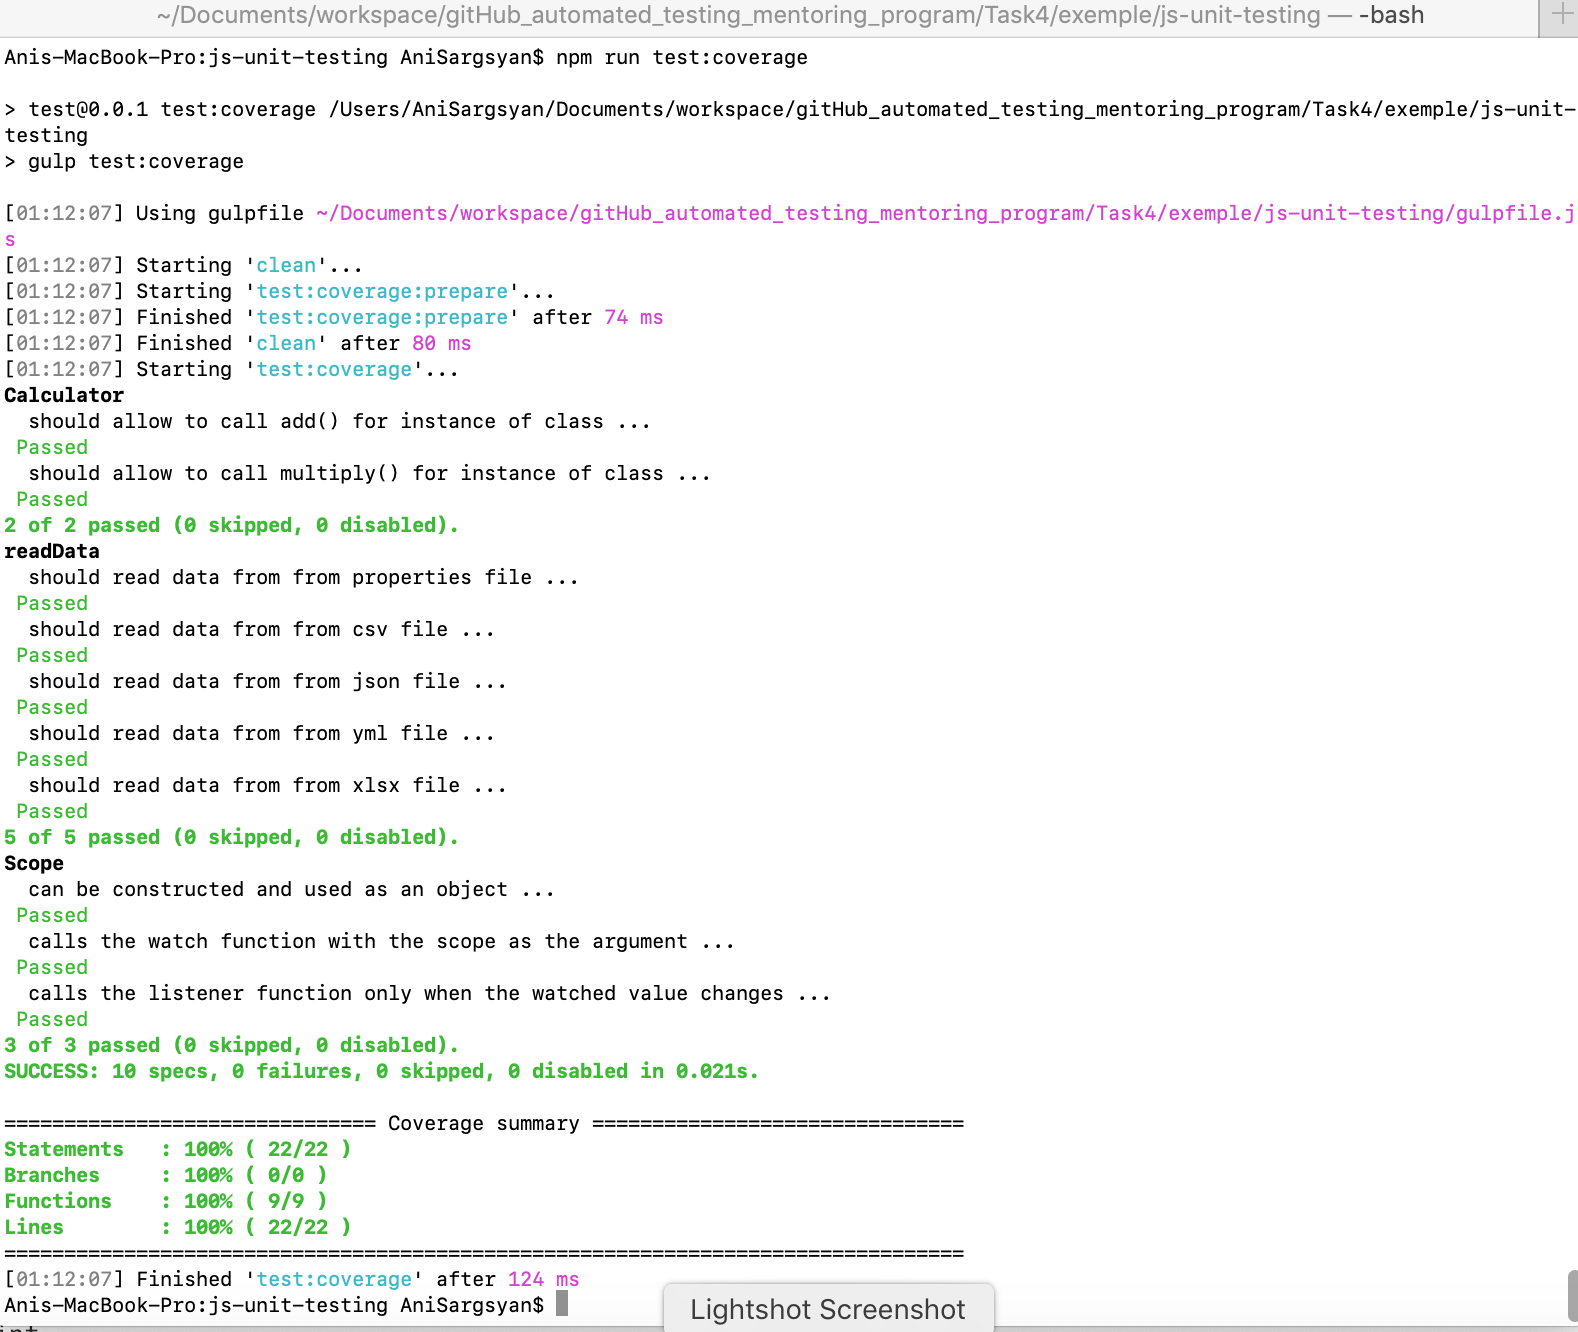 ~/Documents/workspace/gitHub_automated_testing_mentoring_program/Task4/exemple/js-unit-testing — -bash
Anis-MacBook-Pro:js-unit-testing AniSargsyan$ npm run test:coverage
> test@0.0.1 test:coverage /Users/AniSargsyan/Documents/workspace/gitHub_automated_testing_mentoring_program/Task4/exemple/js-unit-
testing
> gulp test:coverage
[01:12:07] Using gulpfile ~/Documents/workspace/gitHub_automated_testing_mentoring_program/Task4/exemple/js-unit-testing/gulpfile.j
s
[01:12:07] Starting 'clean'...
[01:12:07] Starting 'test:coverage:prepare'...
[01:12:07] Finished 'test:coverage:prepare' after 74 ms
[01:12:07] Finished 'clean' after 80 ms
[01:12:07] Starting 'test:coverage'...
Calculator
should allow to call add() for instance of class ...
Passed
should allow to call multiply() for instance of class ...
Passed
2 of 2 passed (0 skipped, 0 disabled).
readData
should read data from from properties file ...
Passed
should read data from from csv file ...
Passed
should read data from from json file ...
Passed
should read data from from yml file ...
Passed
should read data from from xlsx file ...
Passed
5 of 5 passed (0 skipped, 0 disabled).
Scope
can be constructed and used as an object ...
Passed
calls the watch function with the scope as the argument ...
Passed
calls the listener function only when the watched value changes ...
Passed
3 of 3 passed (0 skipped, 0 disabled).
SUCCESS: 10 specs, 0 failures, 0 skipped, 0 disabled in 0.021s.
=============================== Coverage summary ===============================
Statements   : 100% ( 22/22 )
Branches     : 100% ( 0/0 )
Functions    : 100% ( 9/9 )
Lines        : 100% ( 22/22 )
================================================================================
[01:12:07] Finished 'test:coverage' after 124 ms
Anis-MacBook-Pro:js-unit-testing AniSargsyan$
Lightshot Screenshot